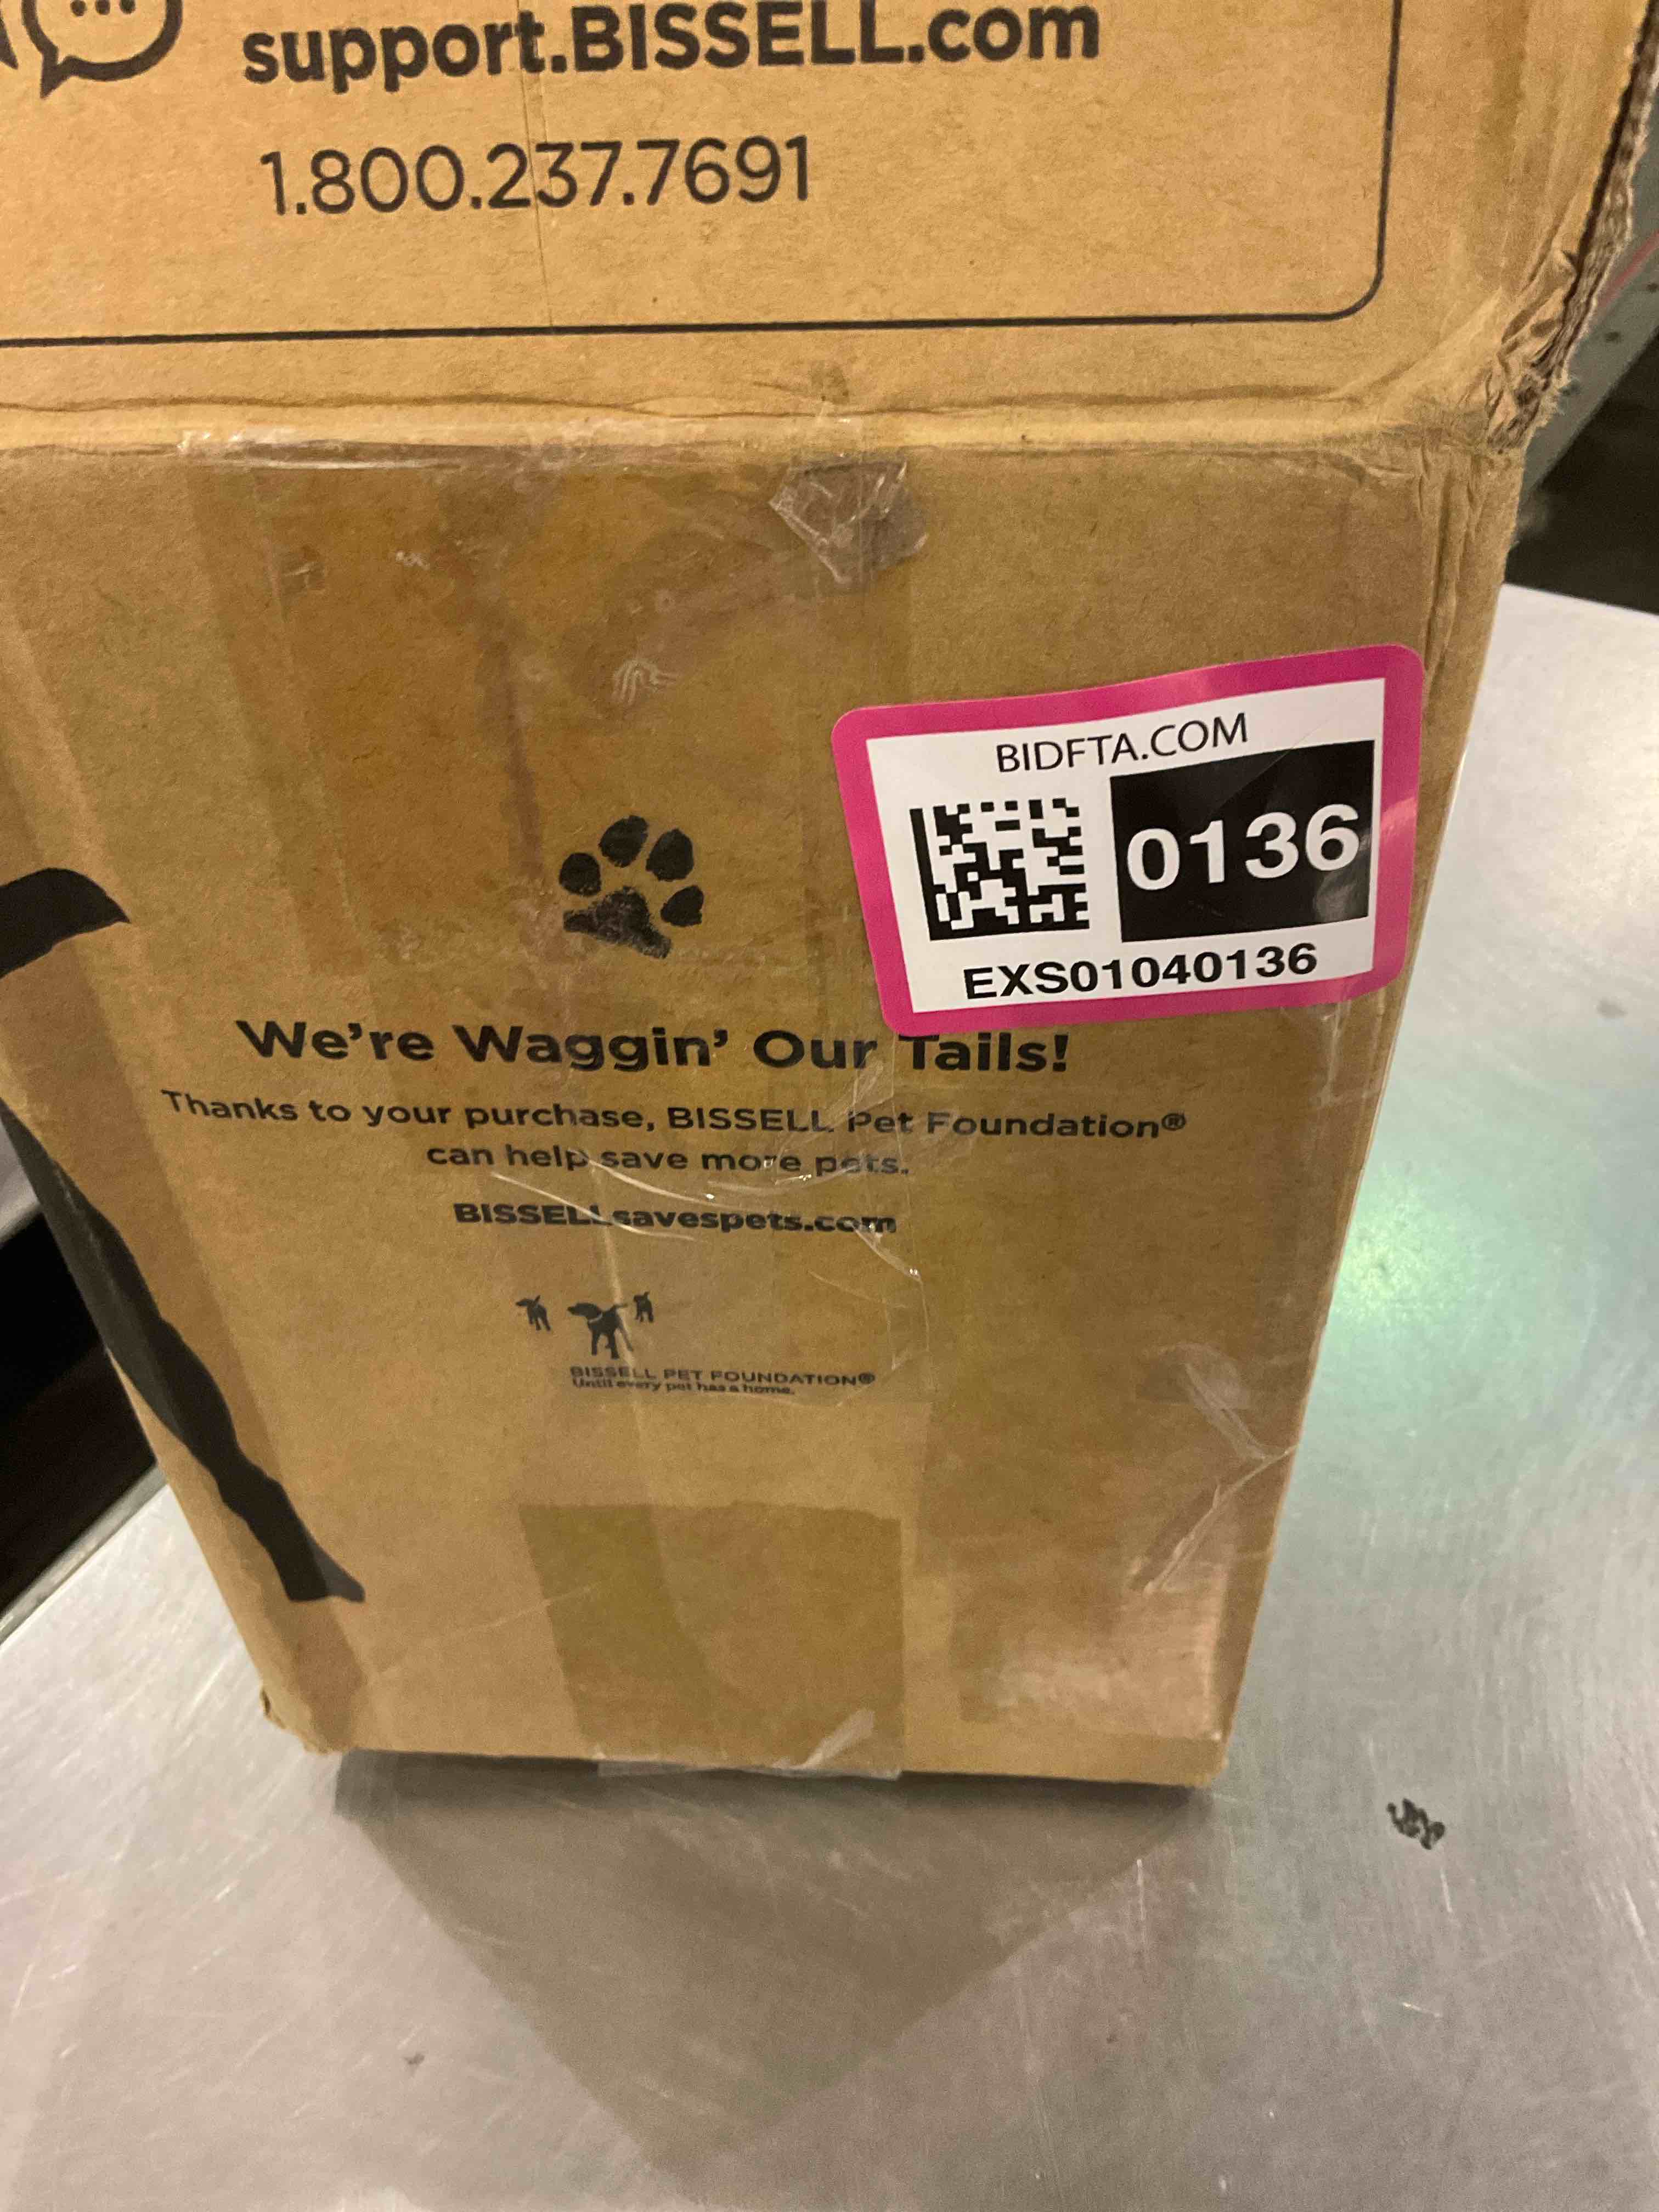 support.BISSELL.com
1.800.237.7691
BIDFTA.COM
0136
EXS01040136
We're Waggin' Our Tails!
Thanks to your purchase, BISSELL Pet Foundation®
can help save more pets.
BISSELLsavespets.com
BISSELL PET FOUNDATION®
Until every pet has a home.